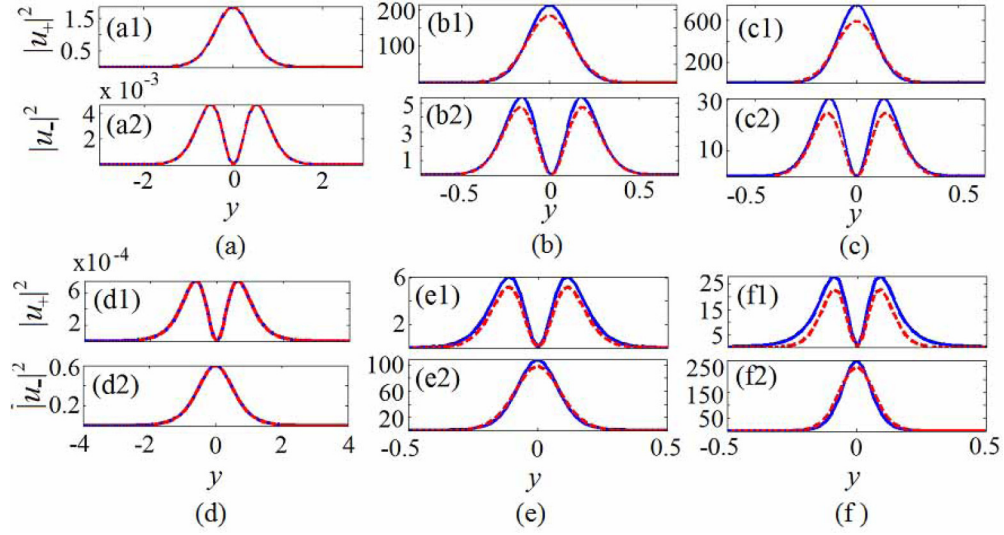 |u₊|²
1.5
0.5
(a1)
x 10⁻³
|u₋|²
4
2
(a2)
-2
0
2
y
(a)
200
100
(b1)
5
3
1
(b2)
-0.5
0
0.5
y
(b)
600
400
200
(c1)
30
10
(c2)
-0.5
0
0.5
y
(c)
x10⁻⁴
|u₊|²
6
2
(d1)
|u₋|²
0.6
0.2
(d2)
-4
-2
0
2
4
y
(d)
6
4
2
(e1)
100
60
20
(e2)
-0.5
0
0.5
y
(e)
25
15
5
(f1)
250
150
50
(f2)
-0.5
0
0.5
y
(f)